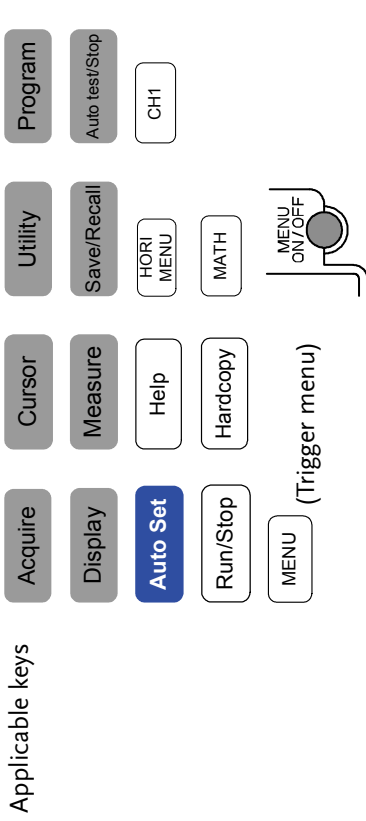 Applicable keys
Acquire
Cursor
Utility
Program
Display
Measure
Save/Recall
Auto test/Stop
Auto Set
Help
HORI
MENU
CH1
Run/Stop
Hardcopy
MATH
MENU
(Trigger menu)
MENU
ON/OFF